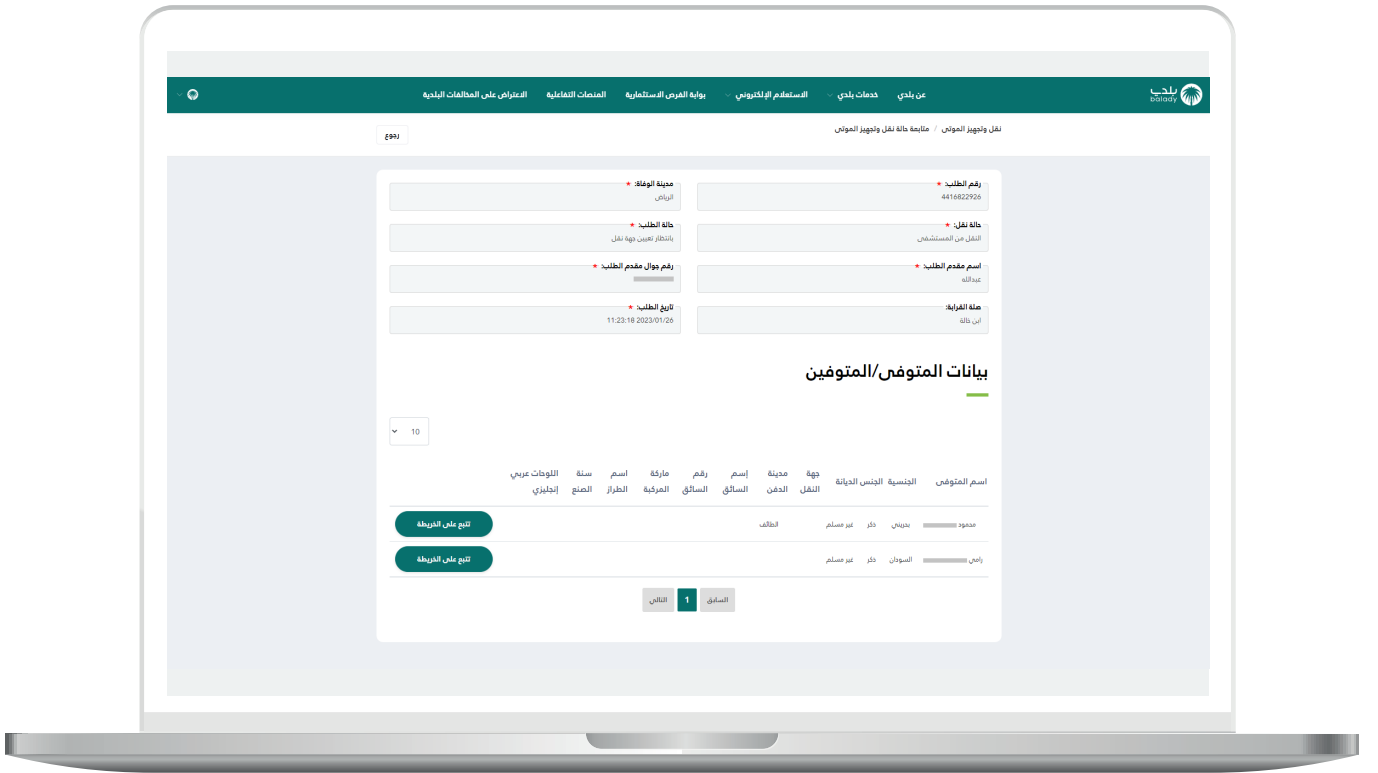 بلدي
balady
عن بلدي
خدمات بلدي
الاستعلام الإلكتروني
بوابة الفرص الاستثمارية
المنصات التفاعلية
الاعتراض على المخالفات البلدية
نقل وتجهيز الموتى / متابعة حالة نقل وتجهيز الموتى
رجوع
رقم الطلب: *
4416822926
مدينة الوفاة: *
الرياض
حالة نقل: *
النقل من المستشفى
حالة الطلب: *
بانتظار تعيين جهة نقل
اسم مقدم الطلب: *
عبدالله
رقم جوال مقدم الطلب: *
صلة القرابة:
ابن خالة
تاريخ الطلب: *
11:23:18 2023/01/26
بيانات المتوفى/المتوفين
10
اسم المتوفى
الجنسية
الجنس
الديانة
جهة النقل
مدينة الدفن
إسم السائق
رقم السائق
ماركة المركبة
اسم الطراز
سنة الصنع
اللوحات عربي إنجليزي
محمود بحريني ذكر غير مسلم الطائف تتبع على الخريطة
رامي السودان ذكر غير مسلم تتبع على الخريطة
السابق 1 التالي